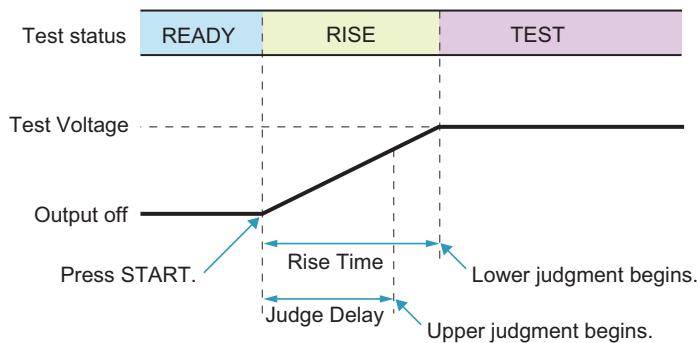 Test status READY RISE TEST
Test Voltage
Output off
Press START.
Rise Time
Lower judgment begins.
Judge Delay
Upper judgment begins.